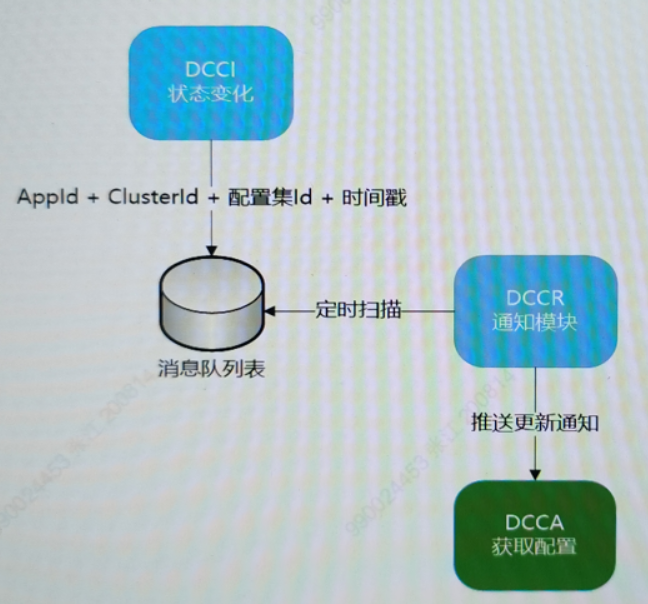 DCCI
状态变化
AppId + ClusterId + 配置集Id + 时间戳
DCCR
通知模块
定时扫描
消息队列表
推送更新通知
DCCA
获取配置